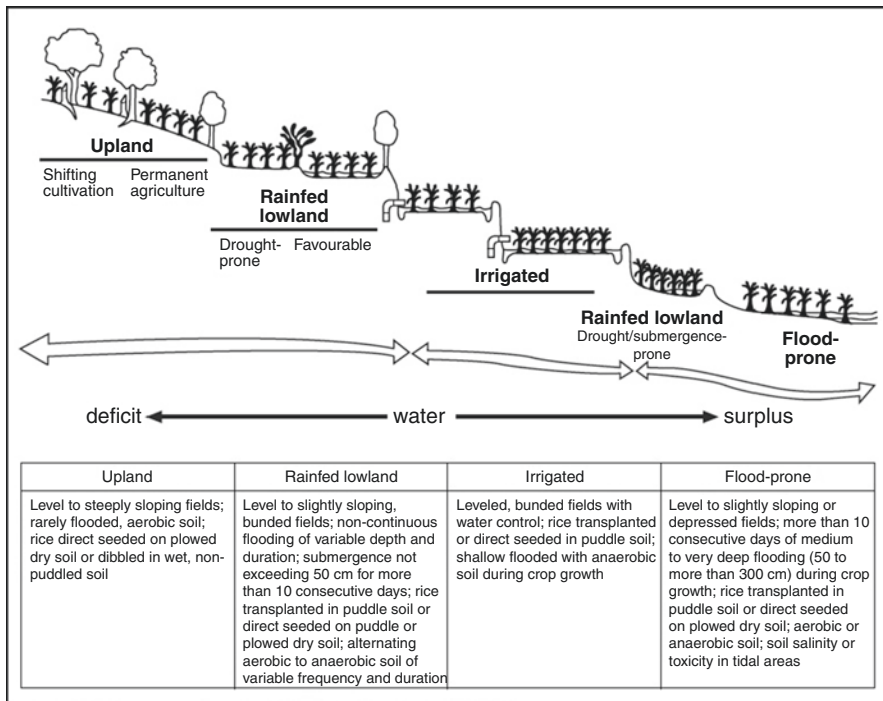 Upland
Shifting cultivation
Permanent agriculture
Rainfed lowland
Drought-prone
Favourable
Irrigated
Rainfed lowland
Drought/submergence-prone
Flood-prone
deficit water surplus
Upland
Level to steeply sloping fields;
rarely flooded, aerobic soil;
rice direct seeded on plowed
dry soil or dibbled in wet, non-
puddled soil
Rainfed lowland
Level to slightly sloping,
bunded fields; non-continuous
flooding of variable depth and
duration; submergence not
exceeding 50 cm for more
than 10 consecutive days; rice
transplanted in puddle soil or
direct seeded on puddle or
plowed dry soil; alternating
aerobic to anaerobic soil of
variable frequency and duration
Irrigated
Leveled, bunded fields with
water control; rice transplanted
or direct seeded in puddle soil;
shallow flooded with anaerobic
soil during crop growth
Flood-prone
Level to slightly sloping or
depressed fields; more than 10
consecutive days of medium
to very deep flooding (50 to
more than 300 cm) during crop
growth; rice transplanted in
puddle soil or direct seeded
on plowed dry soil; aerobic or
anaerobic soil; soil salinity or
toxicity in tidal areas